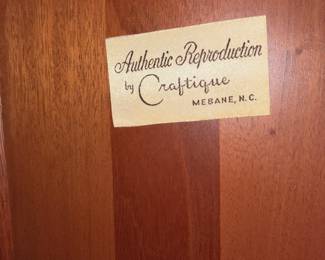 Authentic Reproduction
by Craftique
MEBANE, N.C.